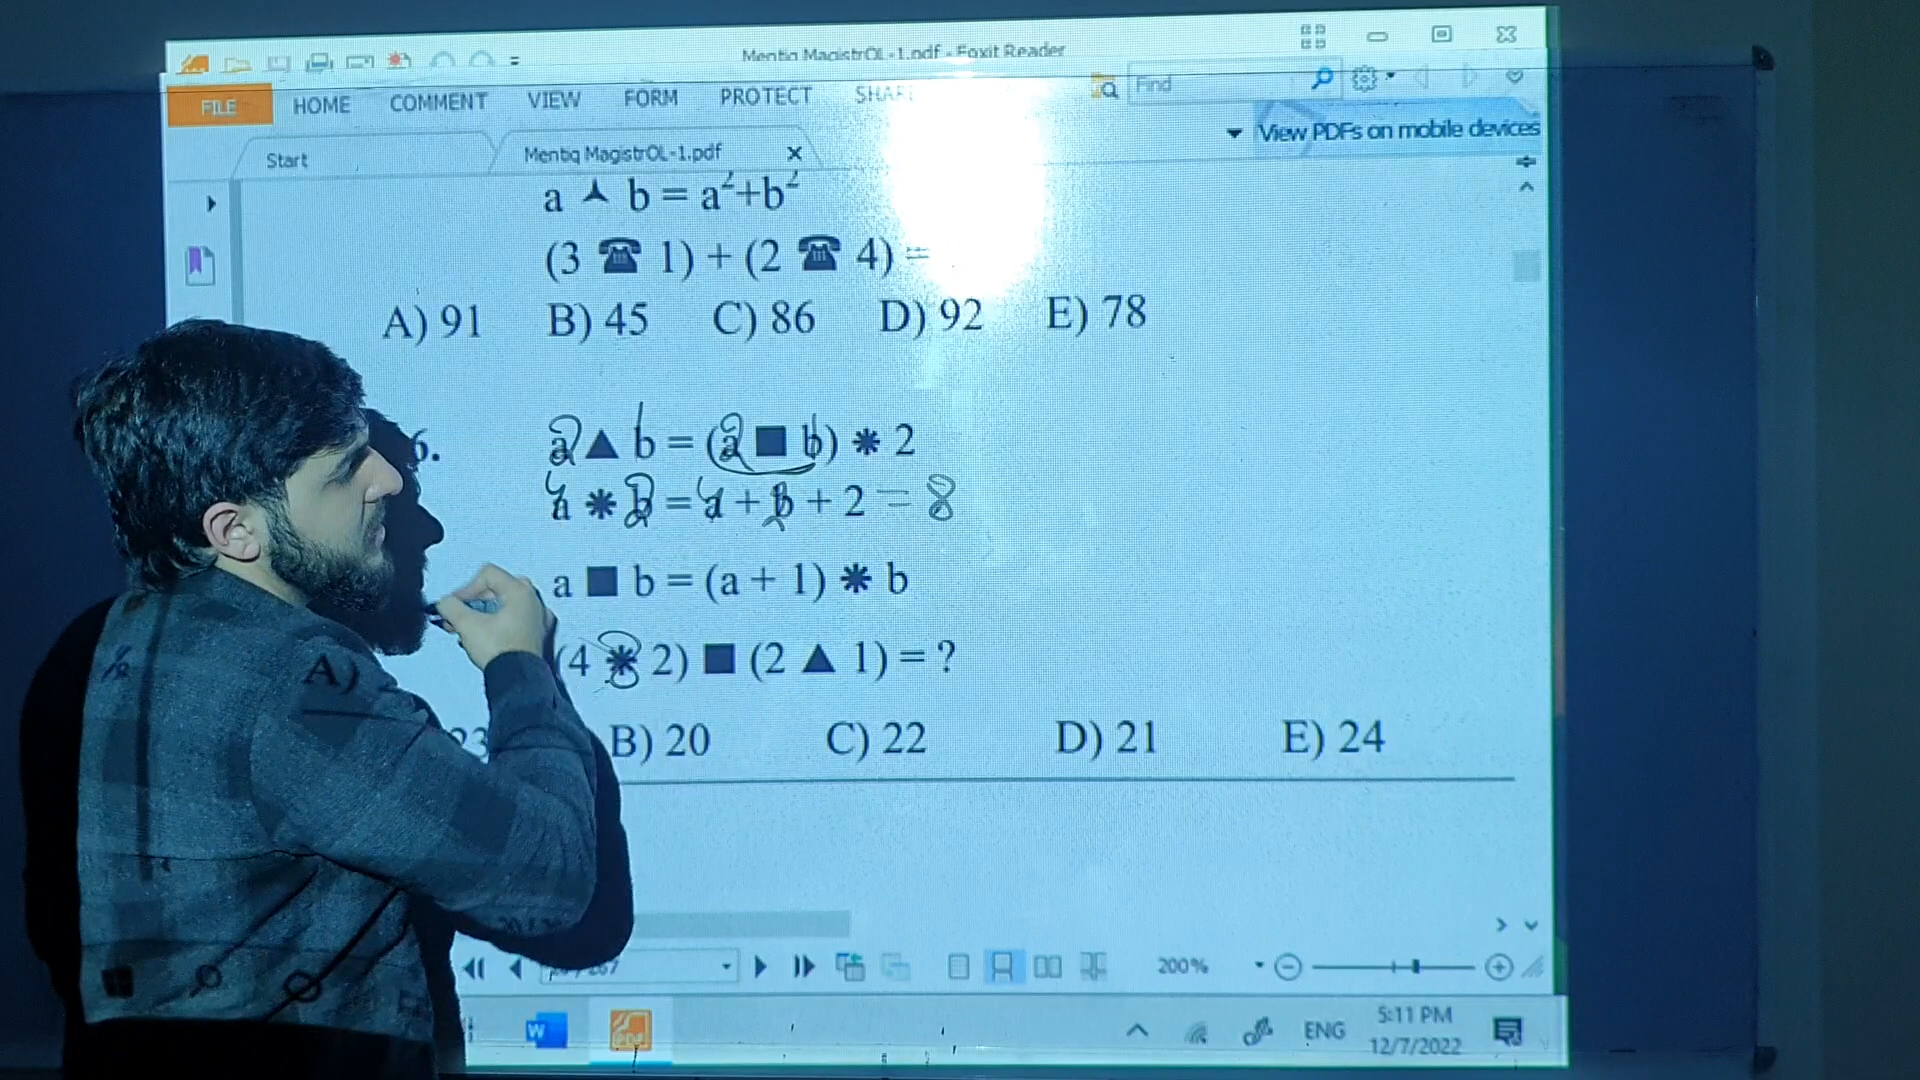 Mentiq MagistrOL-1.pdf - Foxit Reader
FILE HOME COMMENT VIEW FORM PROTECT SHARE
Find
View PDFs on mobile devices
Start
Mentiq MagistrOL-1.pdf
a ⅄ b = a²+b²
(3 ☎ 1) + (2 ☎ 4) =
A) 91 B) 45 C) 86 D) 92 E) 78
6. a ▲ b = (a ■ b) ✱ 2
a ✱ b = a + b + 2 = 8
a ■ b = (a + 1) ✱ b
(4 ✱ 2) ■ (2 ▲ 1) = ?
A) 23 B) 20 C) 22 D) 21 E) 24
200%
ENG
5:11 PM
12/7/2022